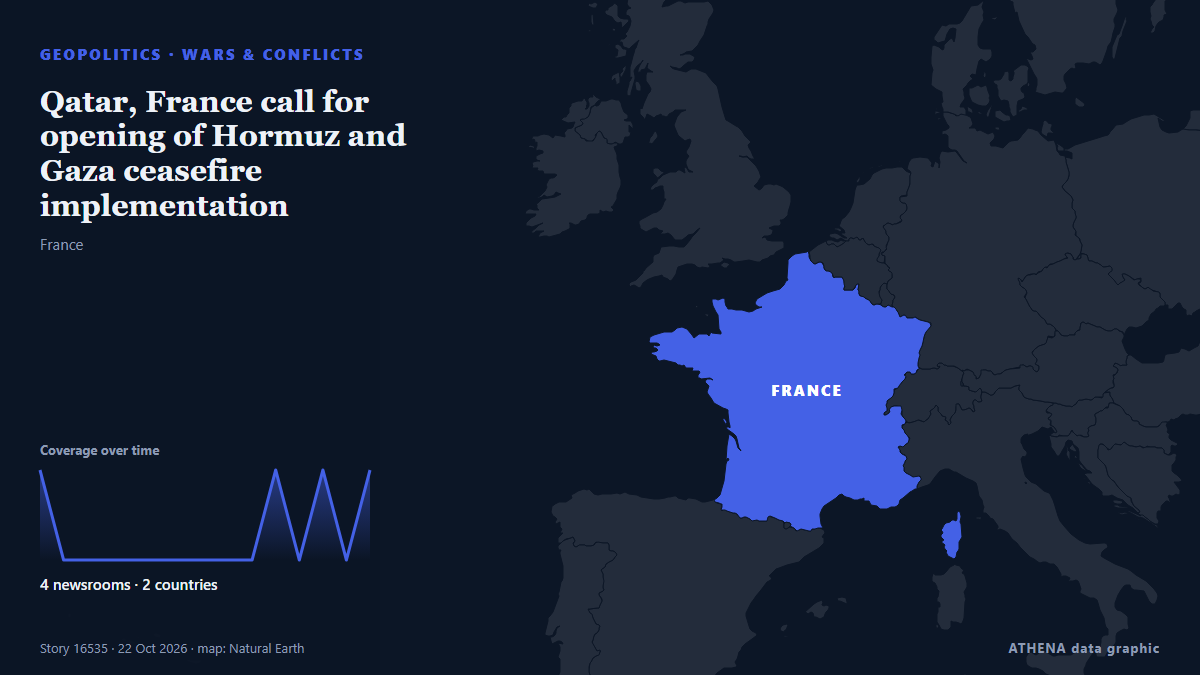 GEOPOLITICS · WARS & CONFLICTS
Qatar, France call for
opening of Hormuz and
Gaza ceasefire
implementation
France
FRANCE
Coverage over time
4 newsrooms · 2 countries
Story 16535 · 22 Oct 2026 · map: Natural Earth
ATHENA data graphic